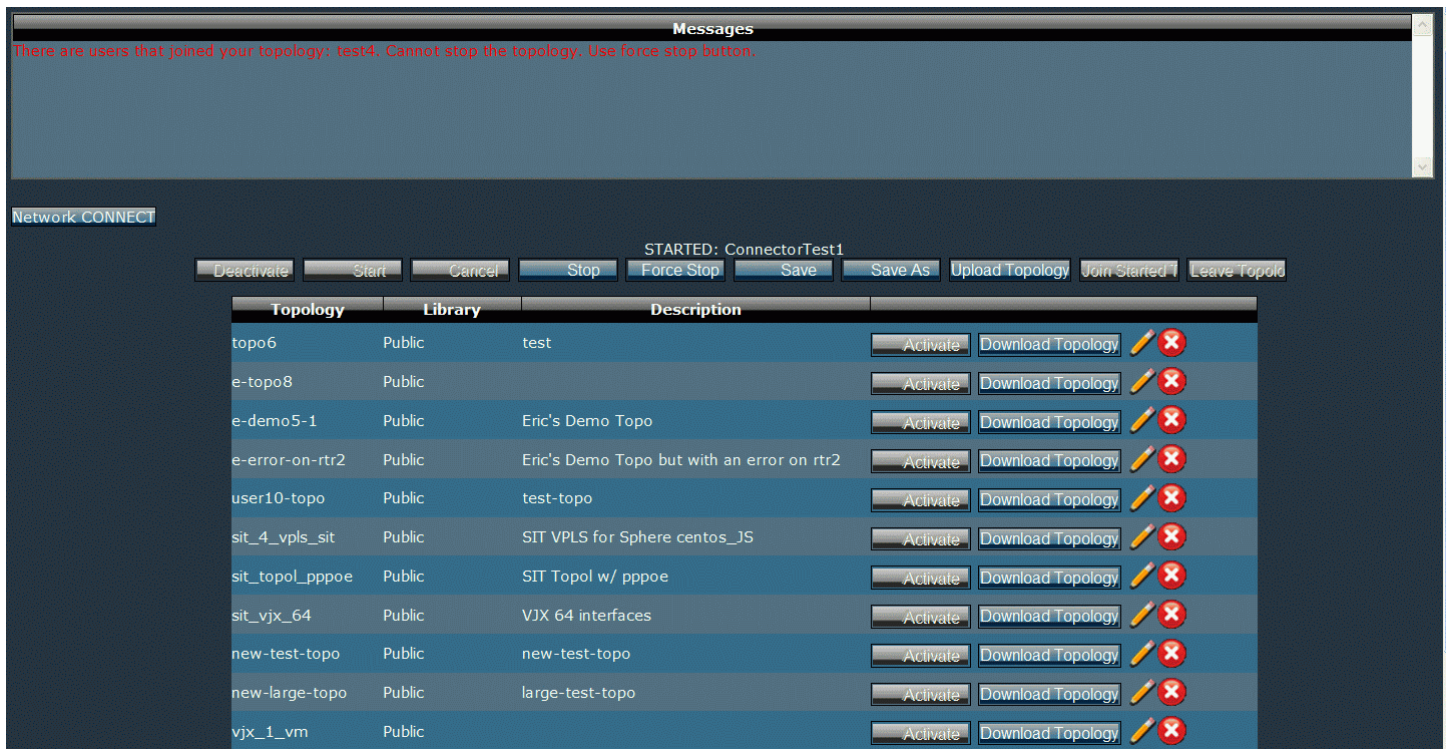 Messages
There are users that joined your topology: test4. Cannot stop the topology. Use force stop button.
Network CONNECT
STARTED: ConnectorTest1
Deactivate Start Cancel Stop Force Stop Save Save As Upload Topology Join Started T Leave Topolo
Topology Library Description
topo6 Public test Activate Download Topology
e-topo8 Public Activate Download Topology
e-demo5-1 Public Eric's Demo Topo Activate Download Topology
e-error-on-rtr2 Public Eric's Demo Topo but with an error on rtr2 Activate Download Topology
user10-topo Public test-topo Activate Download Topology
sit_4_vpls_sit Public SIT VPLS for Sphere centos_JS Activate Download Topology
sit_topol_pppoe Public SIT Topol w/ pppoe Activate Download Topology
sit_vjx_64 Public VJX 64 interfaces Activate Download Topology
new-test-topo Public new-test-topo Activate Download Topology
new-large-topo Public large-test-topo Activate Download Topology
vjx_1_vm Public Activate Download Topology